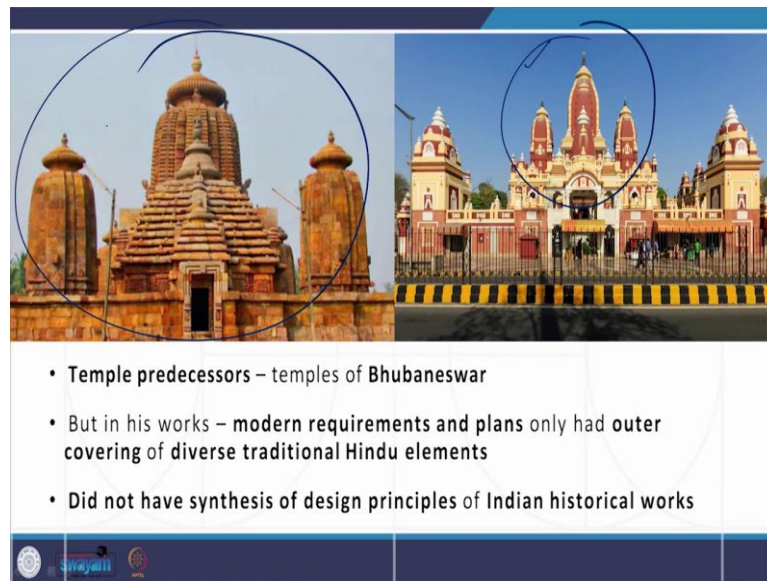 • Temple predecessors – temples of Bhubaneswar
• But in his works – modern requirements and plans only had outer
covering of diverse traditional Hindu elements
• Did not have synthesis of design principles of Indian historical works
swayam